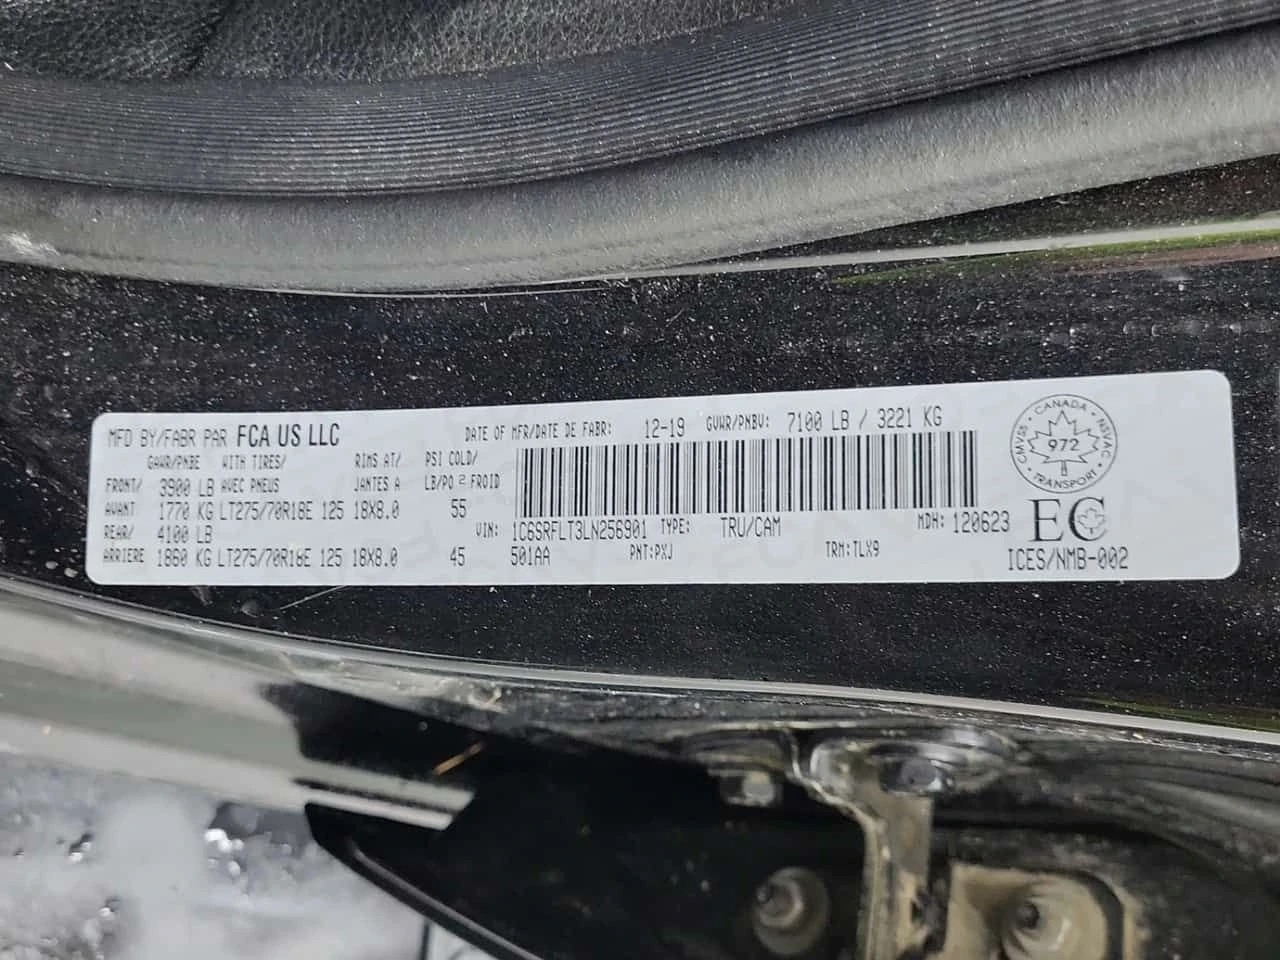 MFD BY/FABR PAR FCA US LLC DATE OF MFR/DATE DE FABR: 12-19 GVWR/PNBV: 7100 LB / 3221 KG
GAWR/PNBE WITH TIRES/ RIMS AT/ PSI COLD/
FRONT/ 3900 LB AVEC PNEUS JANTES A LB/PO² FROID
AVANT 1770 KG LT275/70R18E 125 18X8.0 55
REAR/ 4100 LB VIN: 1C6SRFLT3LN256901 TYPE: TRU/CAM MDH: 120623
ARRIERE 1860 KG LT275/70R18E 125 18X8.0 45 501AA PNT:PXJ TRM:TLX9
CANADA
CMVSS 972 NSVAC
TRANSPORT
EC
ICES/NMB-002